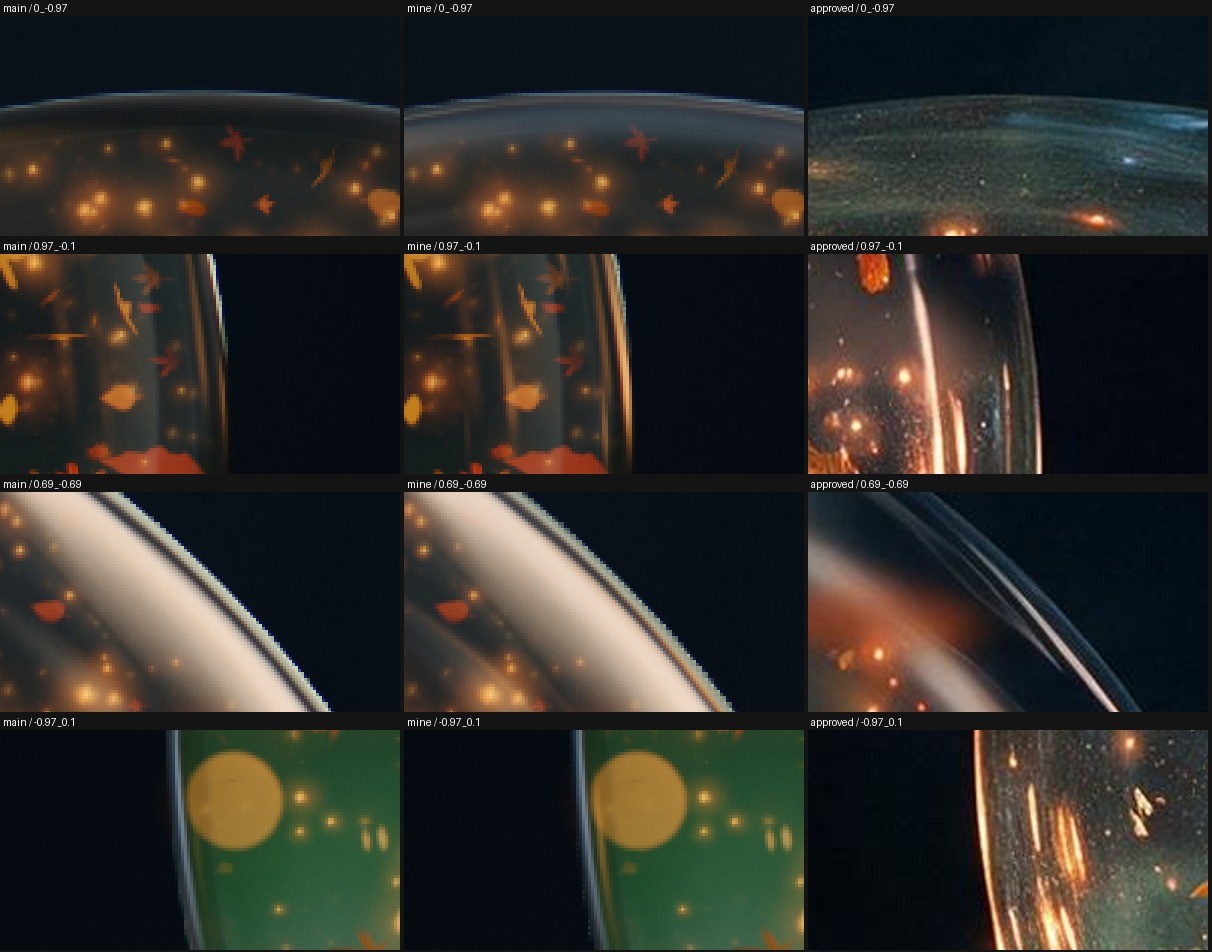 main / 0_-0.97
mine / 0_-0.97
approved / 0_-0.97
main / 0.97_-0.1
mine / 0.97_-0.1
approved / 0.97_-0.1
main / 0.69_-0.69
mine / 0.69_-0.69
approved / 0.69_-0.69
main / -0.97_0.1
mine / -0.97_0.1
approved / -0.97_0.1